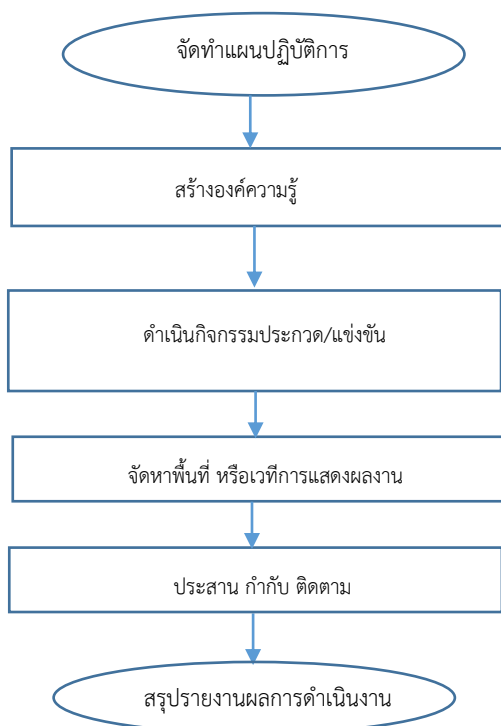 จัดทำแผนปฏิบัติการ
สร้างองค์ความรู้
ดำเนินกิจกรรมประกวด/แข่งขัน
จัดหาพื้นที่ หรือเวทีการแสดงผลงาน
ประสาน กำกับ ติดตาม
สรุปรายงานผลการดำเนินงาน